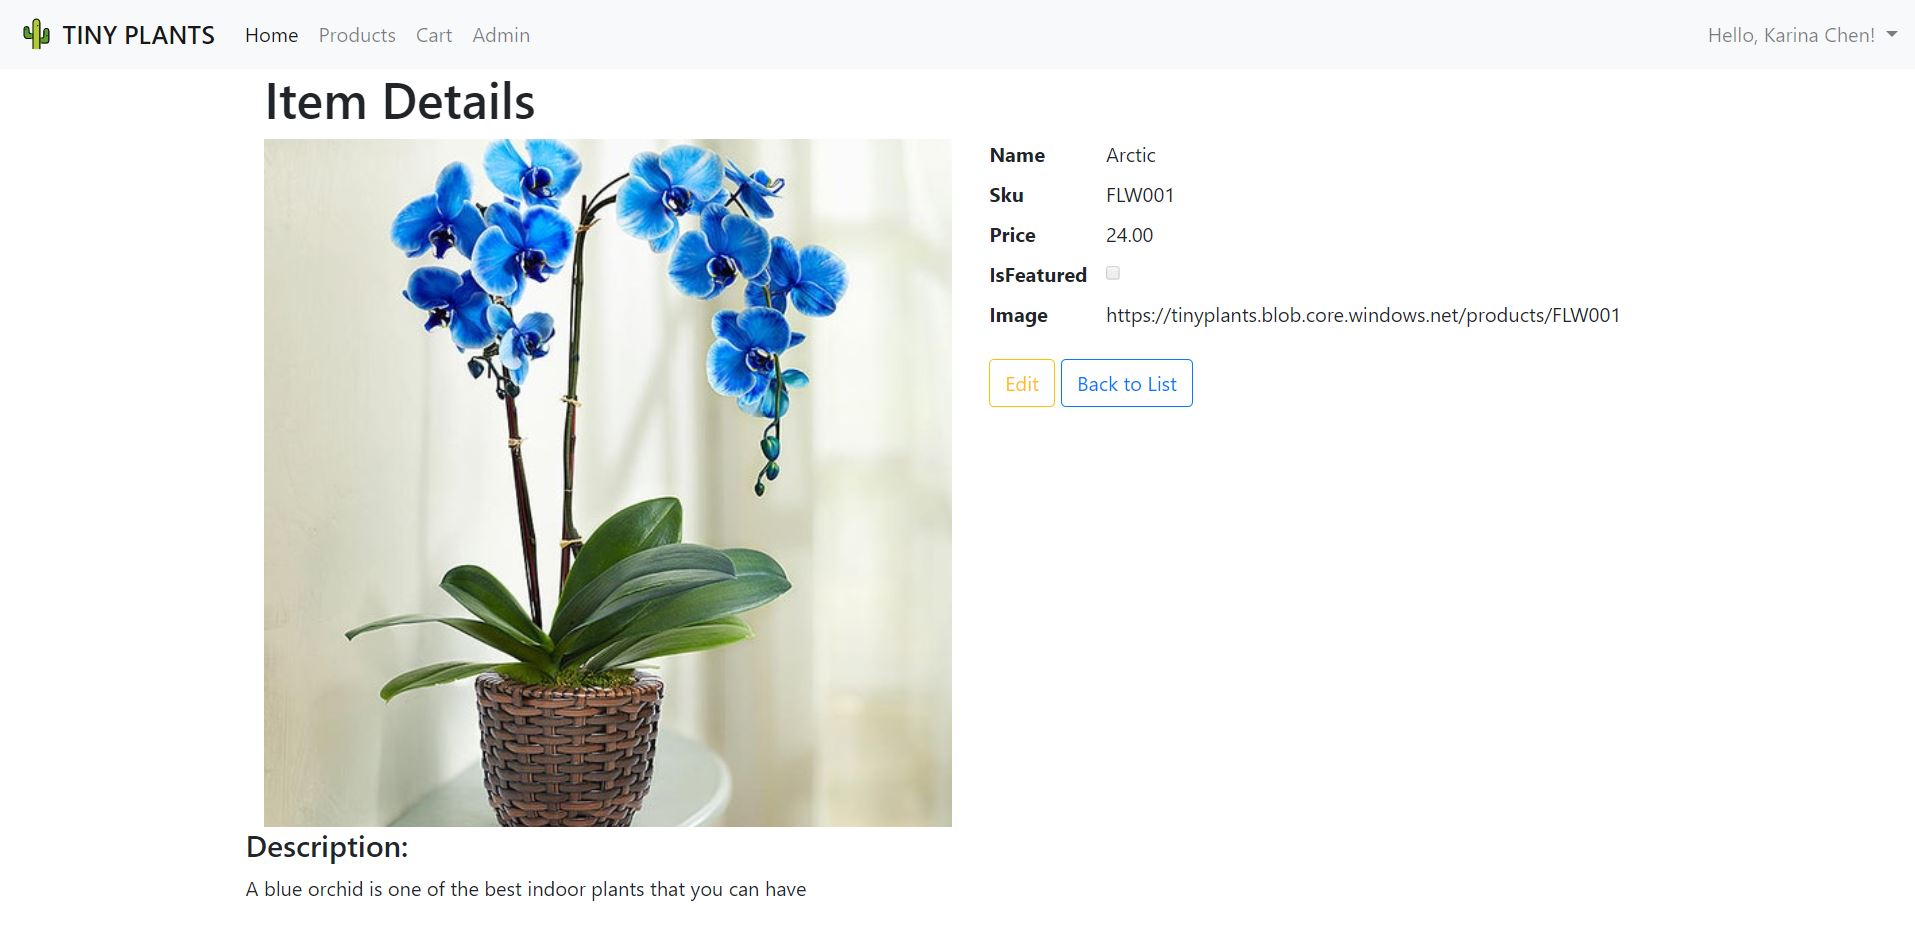 TINY PLANTS Home Products Cart Admin Hello, Karina Chen!
Item Details
Name Arctic
Sku FLW001
Price 24.00
IsFeatured
Image https://tinyplants.blob.core.windows.net/products/FLW001
Edit Back to List
Description:
A blue orchid is one of the best indoor plants that you can have